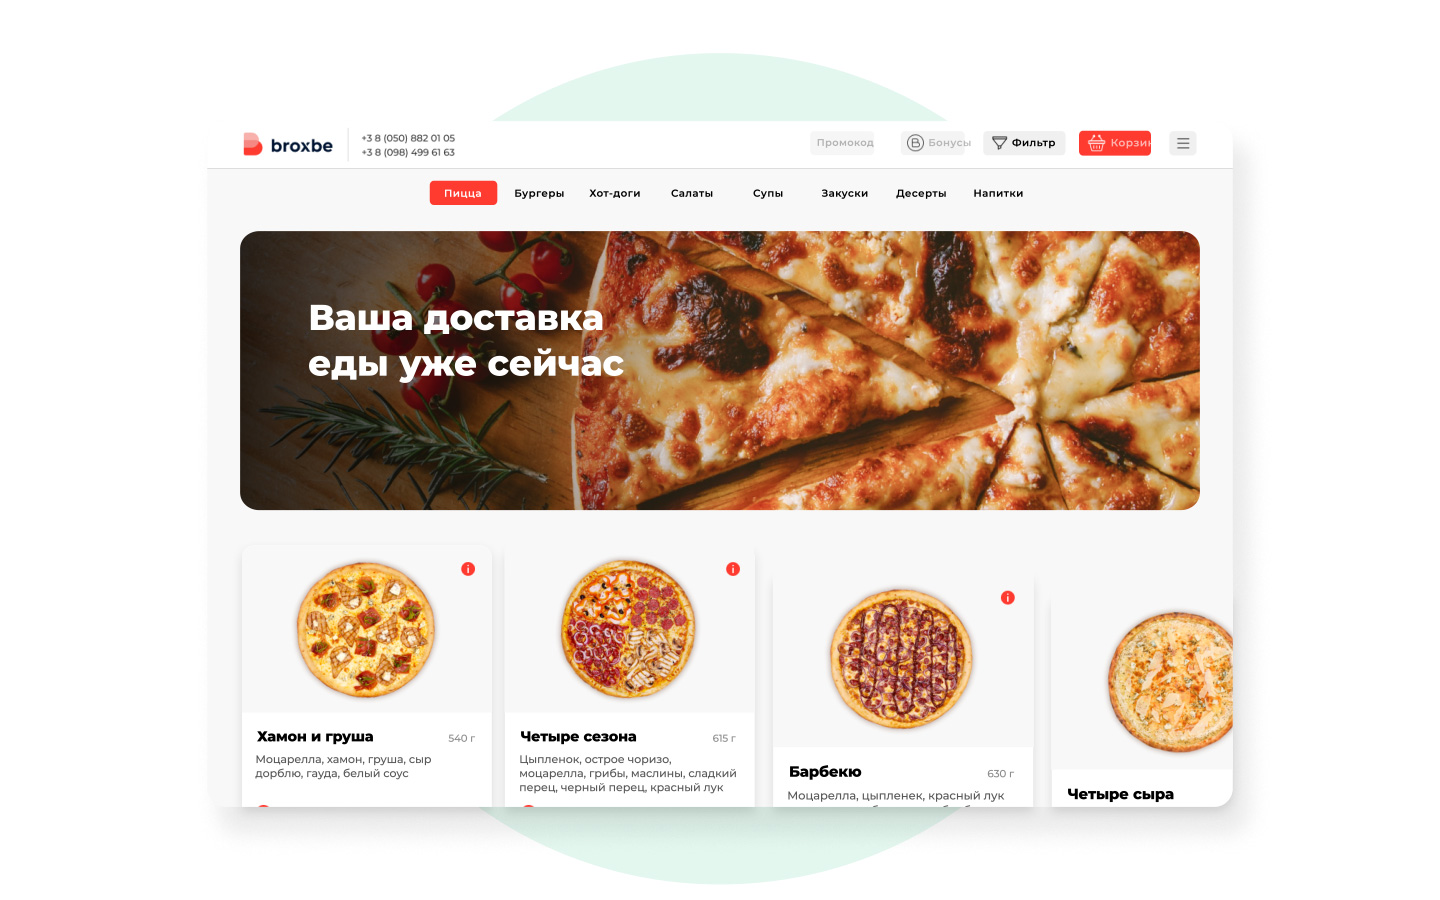 broxbe
+3 8 (050) 882 01 05
+3 8 (098) 499 61 63
Промокод
Бонусы
Фильтр
Корзин
Пицца Бургеры Хот-доги Салаты Супы Закуски Десерты Напитки
Ваша доставка
еды уже сейчас
Хамон и груша 540 г
Моцарелла, хамон, груша, сыр
дорблю, гауда, белый соус
Четыре сезона 615 г
Цыпленок, острое чоризо,
моцарелла, грибы, маслины, сладкий
перец, черный перец, красный лук
Барбекю 630 г
Моцарелла, цыпленек, красный лук
Четыре сыра